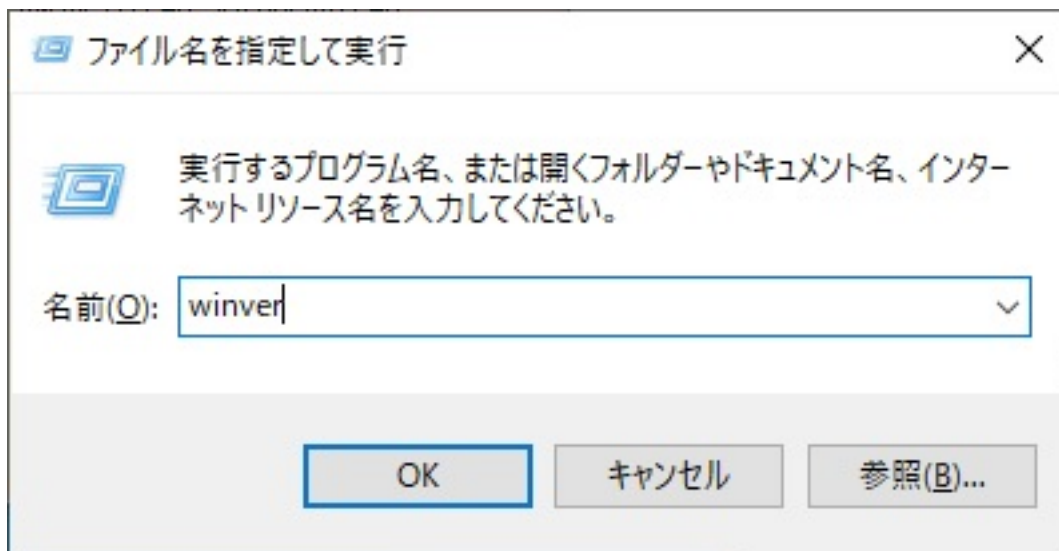 ファイル名を指定して実行
実行するプログラム名、または開くフォルダーやドキュメント名、インター
ネット リソース名を入力してください。
名前(O): winver
OK キャンセル 参照(B)...